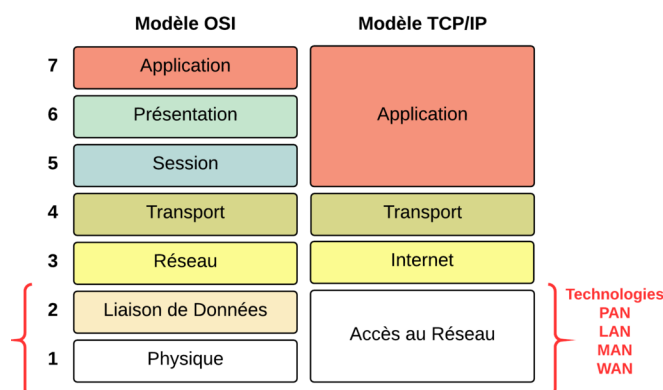 Modèle OSI Modèle TCP/IP
7 Application
6 Présentation
Application
5 Session
4 Transport Transport
3 Réseau Internet
2 Liaison de Données
Accès au Réseau
1 Physique
Technologies
PAN
LAN
MAN
WAN